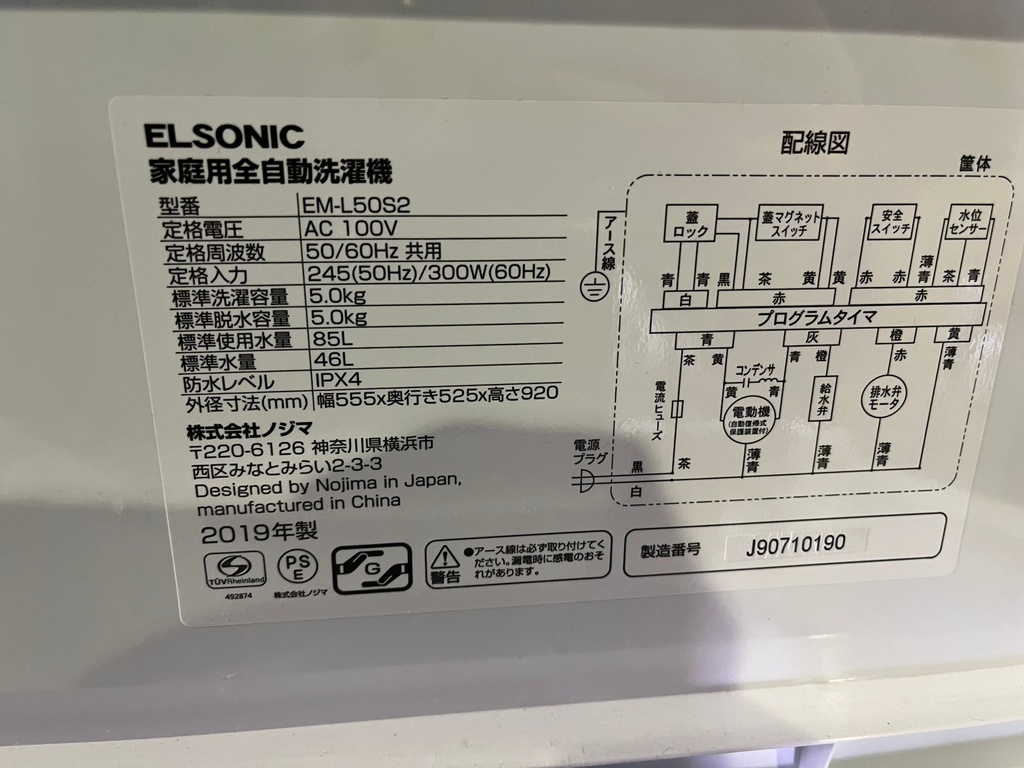 ELSONIC
家庭用全自動洗濯機
型番 EM-L50S2
定格電圧 AC 100V
定格周波数 50/60Hz 共用
定格入力 245(50Hz)/300W(60Hz)
標準洗濯容量 5.0kg
標準脱水容量 5.0kg
標準使用水量 85L
標準水量 46L
防水レベル IPX4
外径寸法(mm) 幅555x奥行き525x高さ920
株式会社ノジマ
〒220-6126 神奈川県横浜市
西区みなとみらい2-3-3
Designed by Nojima in Japan,
manufactured in China
2019年製
TÜVRheinland
492874
PS
E
株式会社ノジマ
G
警告
●アース線は必ず取り付けてく
ださい。漏電時に感電のおそ
れがあります。
配線図
筐体
アース線
蓋
ロック
蓋マグネット
スイッチ
安全
スイッチ
水位
センサー
青 青 黒 茶 黄 黄 赤 赤 薄青 茶 青
白 赤 赤
プログラムタイマ
青 灰 橙 黄
茶 黄 青 橙 赤 薄青
コンデンサ
黄 青
電流ヒューズ
電動機
(自動復帰式
保護装置付)
給水弁
排水弁
モータ
電源
プラグ
黒 茶 薄青 薄青 薄青
白
製造番号 J90710190